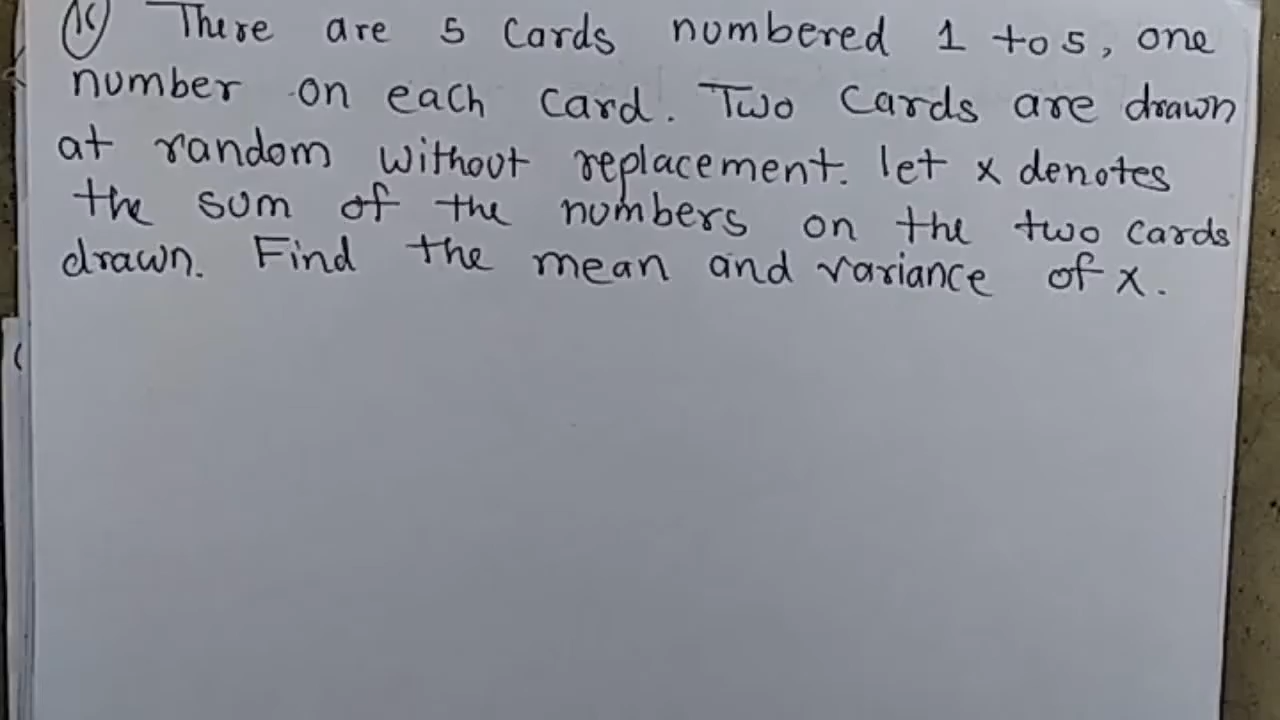 There are 5 cards numbered 1 to 5, one
number on each card. Two cards are drawn
at random without replacement. let x denotes
the sum of the numbers on the two cards
drawn. Find the mean and variance of x.
(